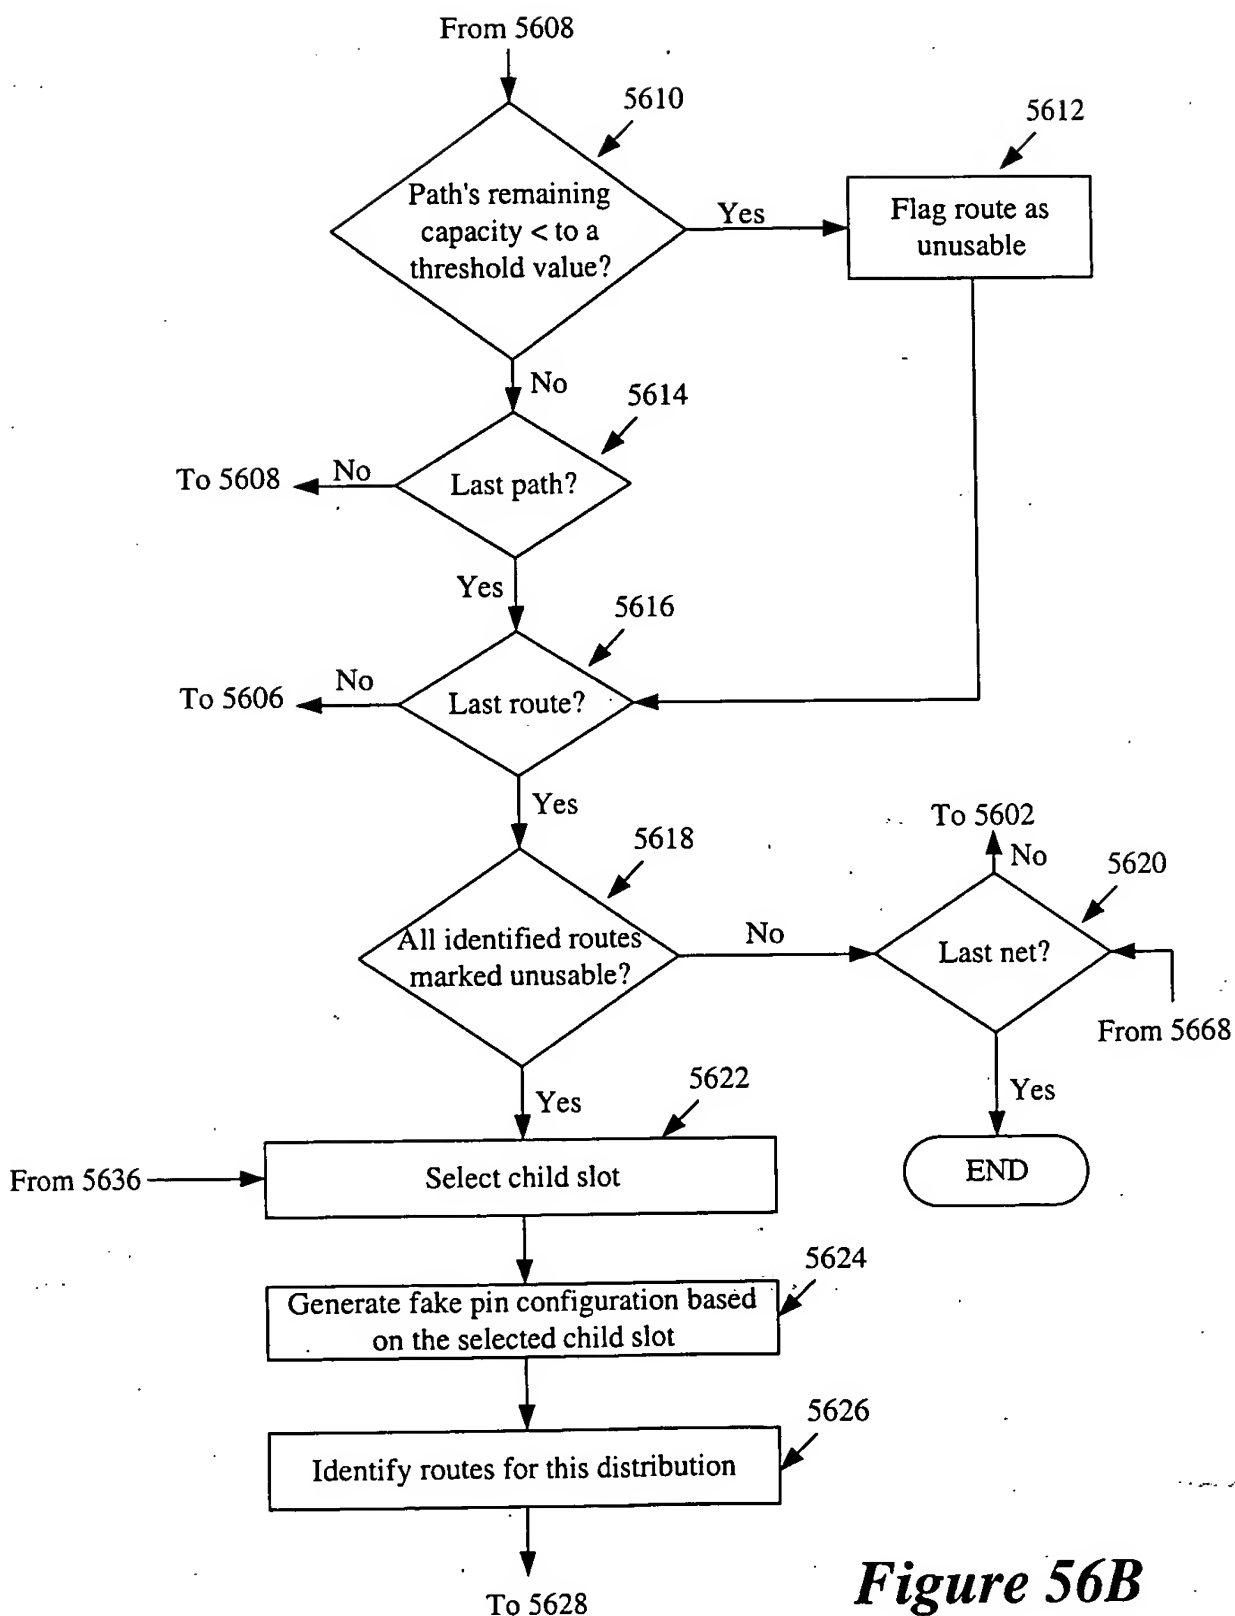 From 5608
5610
5612
Path's remaining
capacity < to a
threshold value?
Yes
Flag route as
unusable
No
5614
To 5608
No
Last path?
Yes
5616
To 5606
No
Last route?
Yes
5618
To 5602
No
5620
All identified routes
marked unusable?
No
Last net?
From 5668
Yes
Yes
5622
From 5636
Select child slot
END
5624
Generate fake pin configuration based
on the selected child slot
5626
Identify routes for this distribution
To 5628
Figure 56B